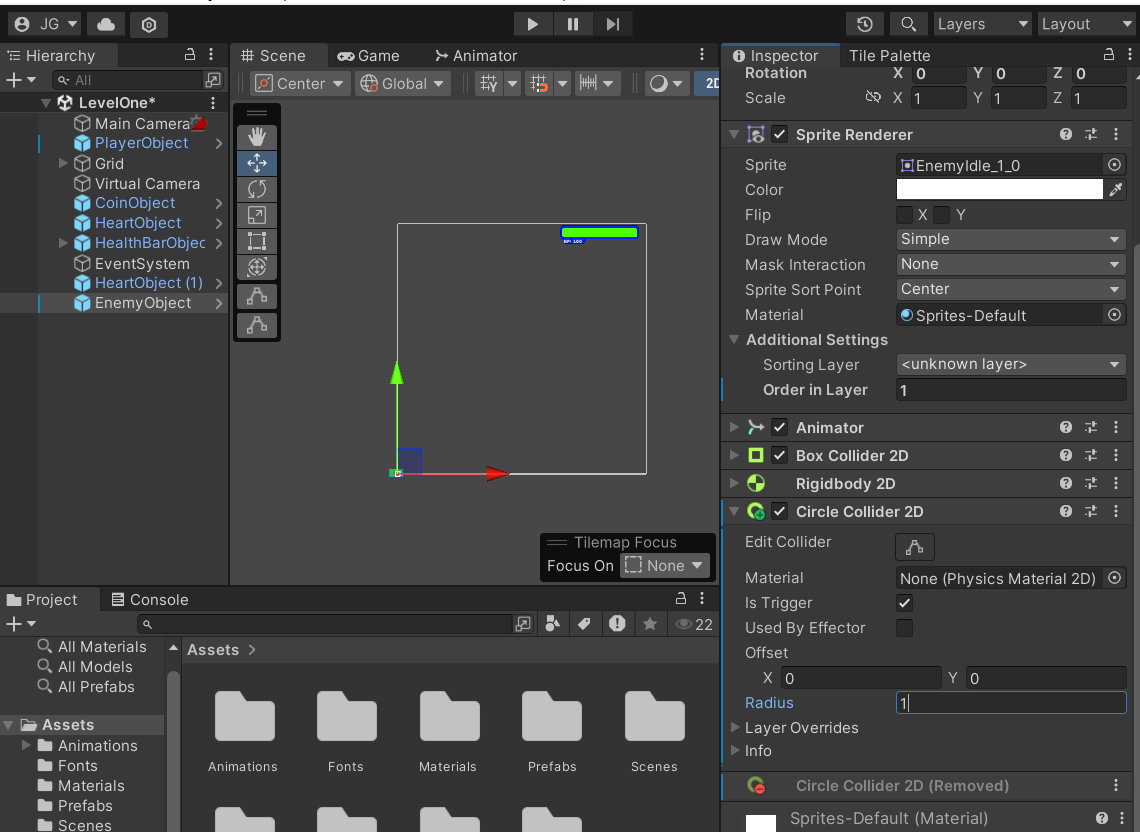 JG
Layers
Layout
Hierarchy
All
LevelOne*
Main Camera
PlayerObject
Grid
Virtual Camera
CoinObject
HeartObject
HealthBarObjec
EventSystem
HeartObject (1)
EnemyObject
Scene
Game
Animator
Center
Global
2D
Tilemap Focus
Focus On
None
Inspector
Tile Palette
Rotation X 0 Y 0 Z 0
Scale X 1 Y 1 Z 1
Sprite Renderer
Sprite EnemyIdle_1_0
Color
Flip X Y
Draw Mode Simple
Mask Interaction None
Sprite Sort Point Center
Material Sprites-Default
Additional Settings
Sorting Layer <unknown layer>
Order in Layer 1
Animator
Box Collider 2D
Rigidbody 2D
Circle Collider 2D
Edit Collider
Material None (Physics Material 2D)
Is Trigger
Used By Effector
Offset
X 0 Y 0
Radius 1
Layer Overrides
Info
Circle Collider 2D (Removed)
Sprites-Default (Material)
Project
Console
22
All Materials
All Models
All Prefabs
Assets
Animations
Fonts
Materials
Prefabs
Scenes
Assets >
Animations
Fonts
Materials
Prefabs
Scenes